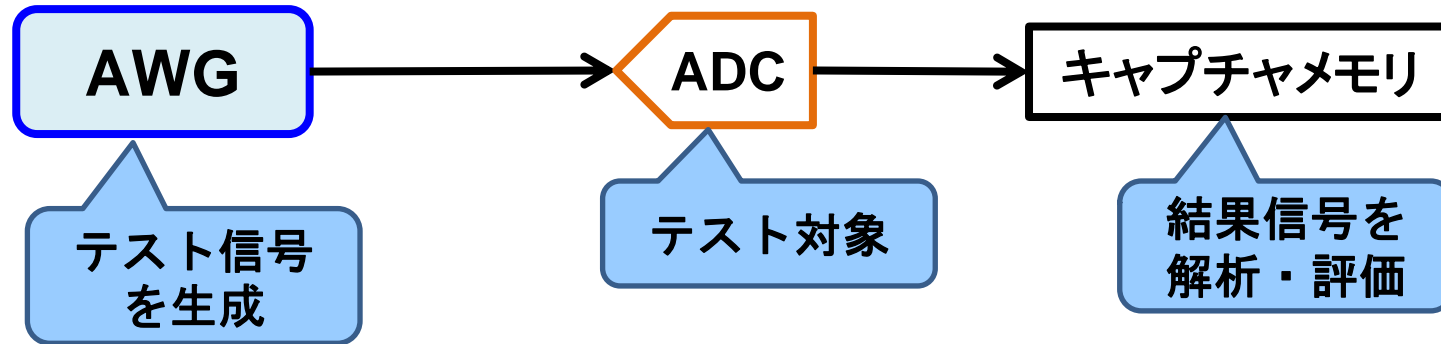 AWG
ADC
キャプチャメモリ
テスト信号
を生成
テスト対象
結果信号を
解析・評価